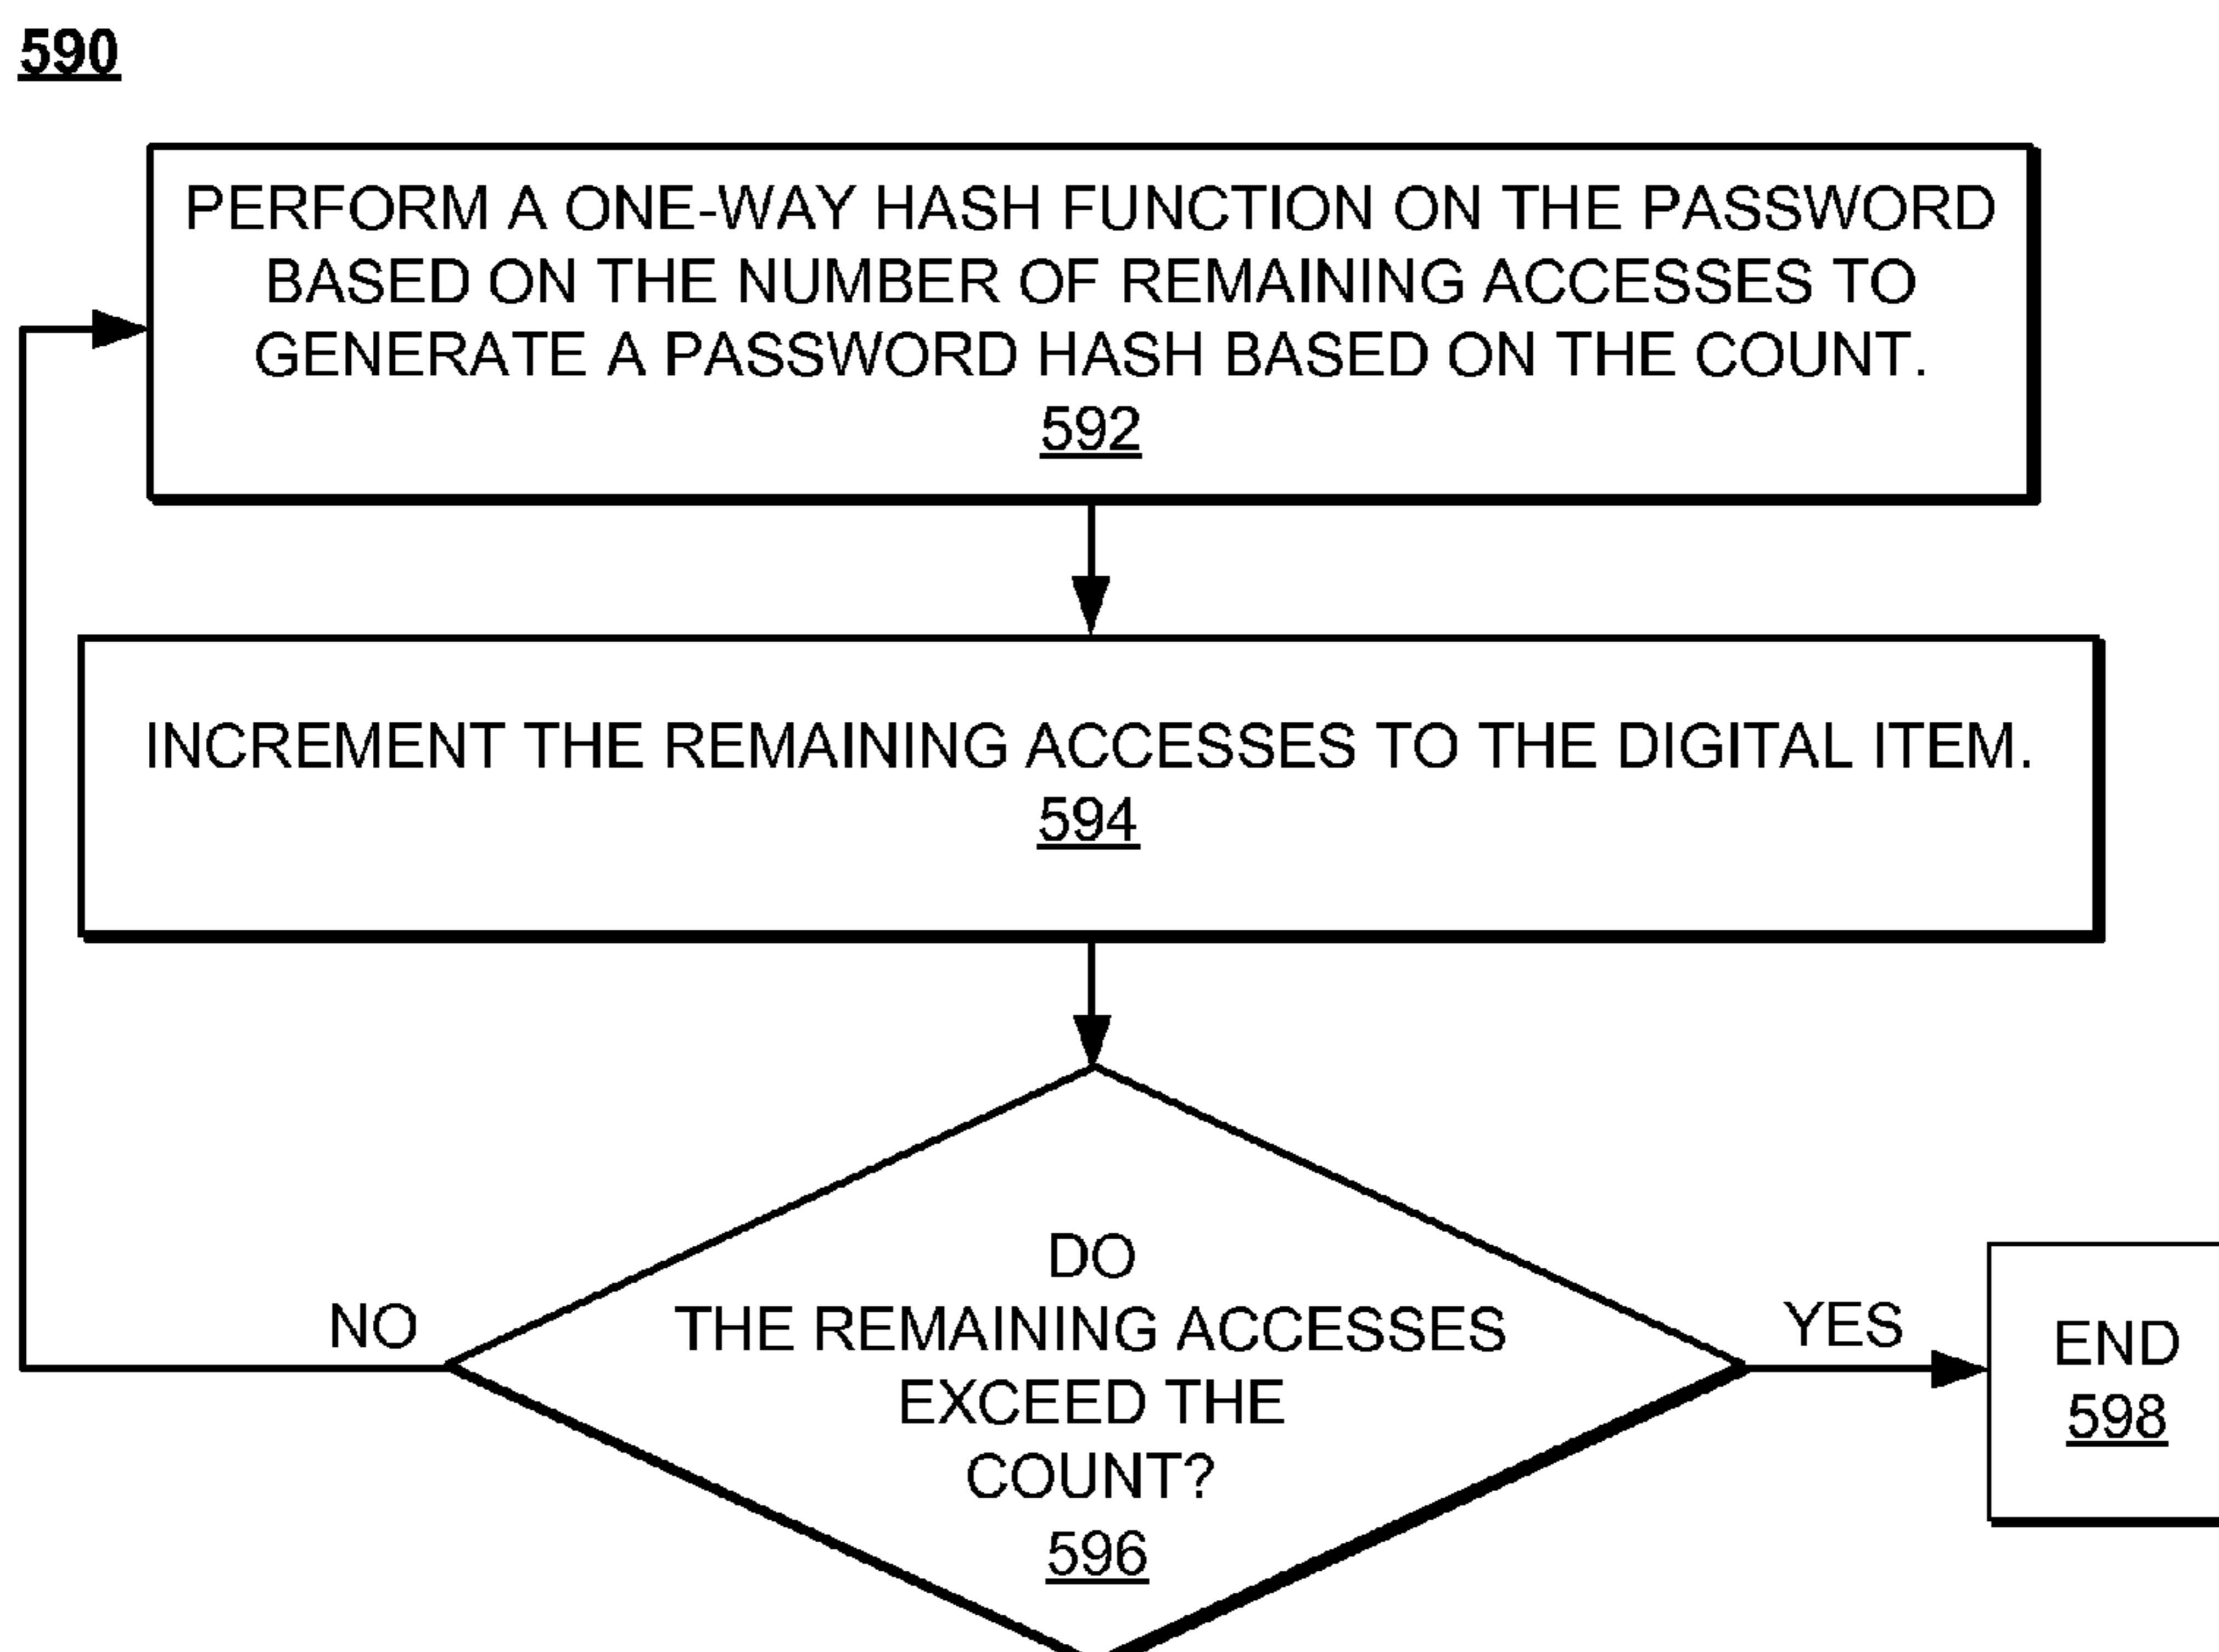 590
PERFORM A ONE-WAY HASH FUNCTION ON THE PASSWORD
BASED ON THE NUMBER OF REMAINING ACCESSES TO
GENERATE A PASSWORD HASH BASED ON THE COUNT.
592
INCREMENT THE REMAINING ACCESSES TO THE DIGITAL ITEM.
594
DO
THE REMAINING ACCESSES
EXCEED THE
COUNT?
596
NO
YES
END
598